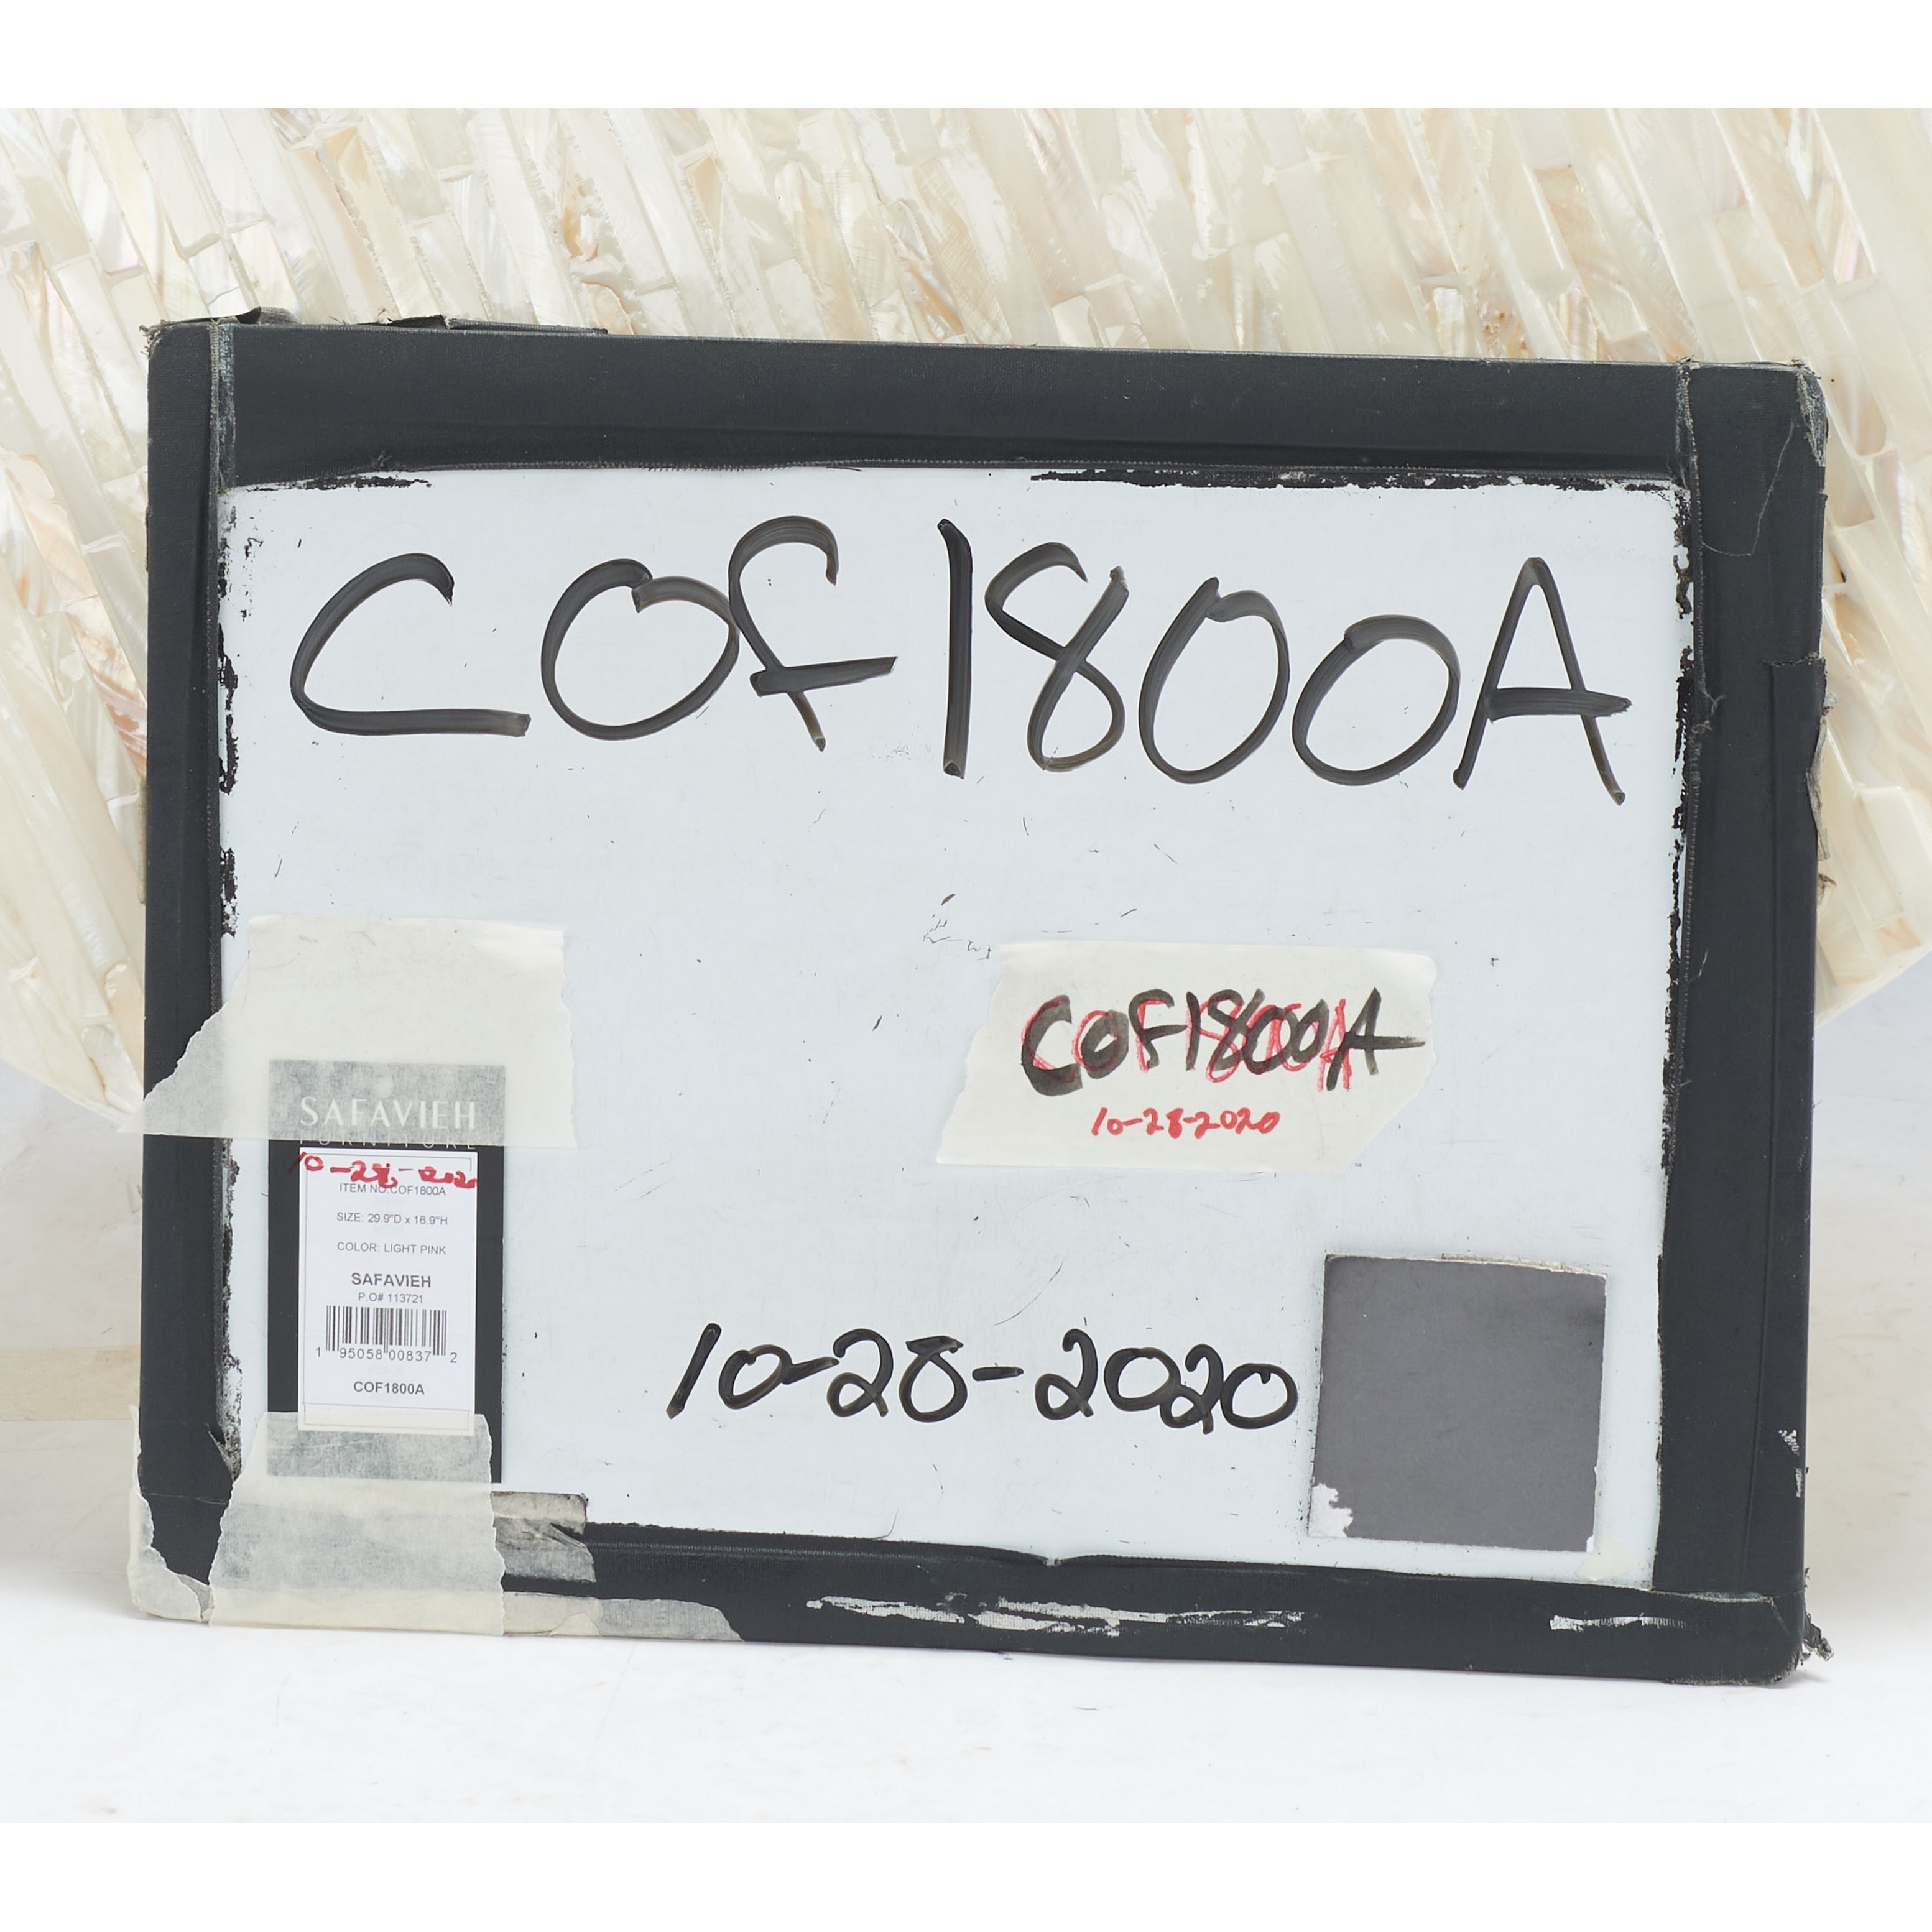 COF1800A
COF1800A
10-28-2020
SAFAVIEH
FURNITURE
10-28-2020
ITEM NO:COF1800A
SIZE: 29.9"D x 16.9"H
COLOR: LIGHT PINK
SAFAVIEH
P.O# 113721
1 95058 00837 2
COF1800A
10-28-2020